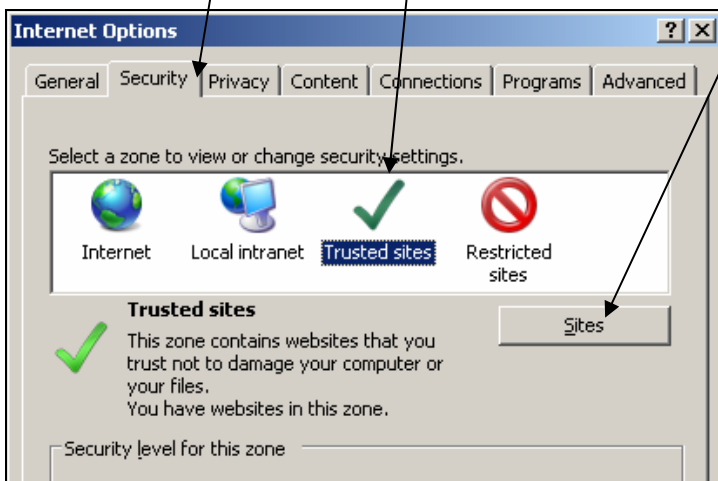 Internet Options
General Security Privacy Content Connections Programs Advanced
Select a zone to view or change security settings.
Internet Local intranet Trusted sites Restricted sites
Trusted sites
Sites
This zone contains websites that you
trust not to damage your computer or
your files.
You have websites in this zone.
Security level for this zone